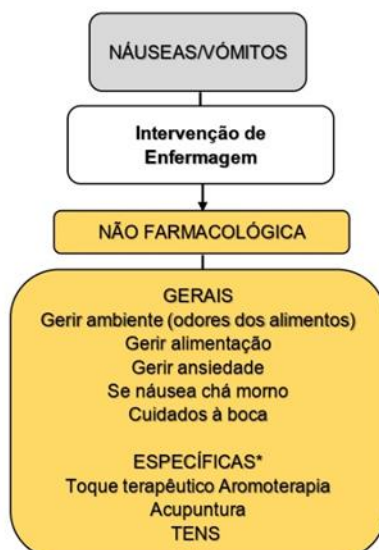 NÁUSEAS/VÓMITOS
Intervenção de
Enfermagem
NÃO FARMACOLÓGICA
GERAIS
Gerir ambiente (odores dos alimentos)
Gerir alimentação
Gerir ansiedade
Se náusea chá morno
Cuidados à boca
ESPECÍFICAS*
Toque terapêutico Aromoterapia
Acupuntura
TENS